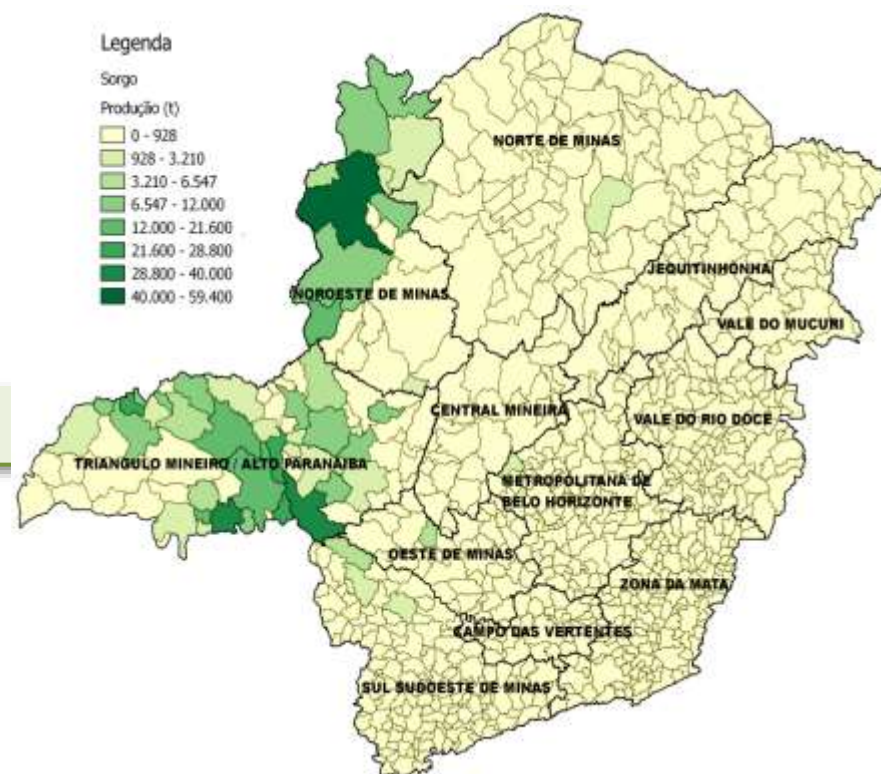 Legenda
Sorgo
Produção (t)
0 - 928
928 - 3.210
3.210 - 6.547
6.547 - 12.000
12.000 - 21.600
21.600 - 28.800
28.800 - 40.000
40.000 - 59.400
NORTE DE MINAS
JEQUITINHONHA
NOROESTE DE MINAS
VALE DO MUCURI
CENTRAL MINEIRA
VALE DO RIO DOCE
TRIANGULO MINEIRO / ALTO PARANAIBA
METROPOLITANA DE
BELO HORIZONTE
OESTE DE MINAS
ZONA DA MATA
CAMPO DAS VERTENTES
SUL SUDOESTE DE MINAS